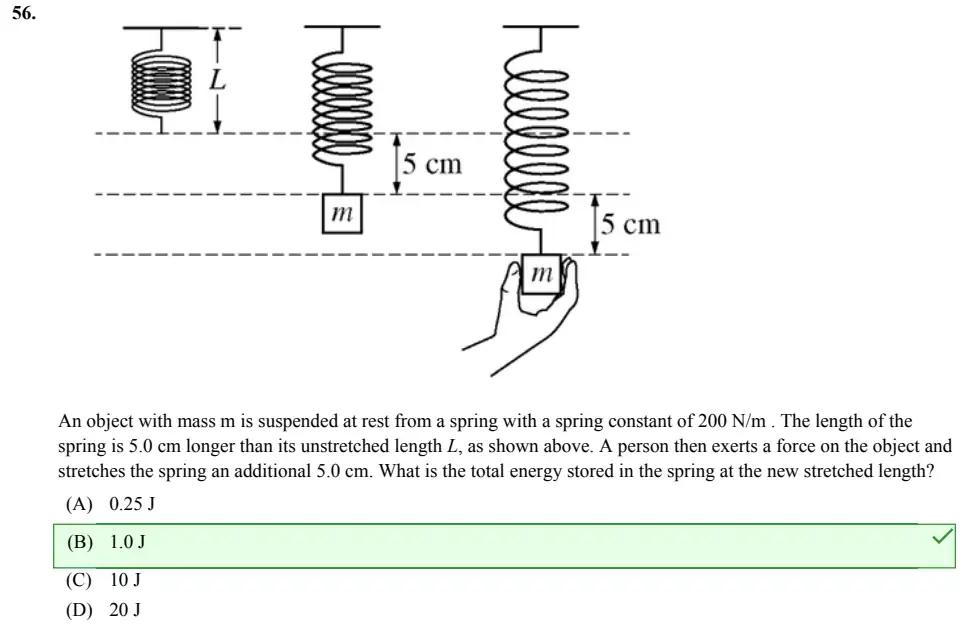 56.
L
5 cm
m
5 cm
m
An object with mass m is suspended at rest from a spring with a spring constant of 200 N/m . The length of the
spring is 5.0 cm longer than its unstretched length L, as shown above. A person then exerts a force on the object and
stretches the spring an additional 5.0 cm. What is the total energy stored in the spring at the new stretched length?
(A) 0.25 J
(B) 1.0 J
(C) 10 J
(D) 20 J